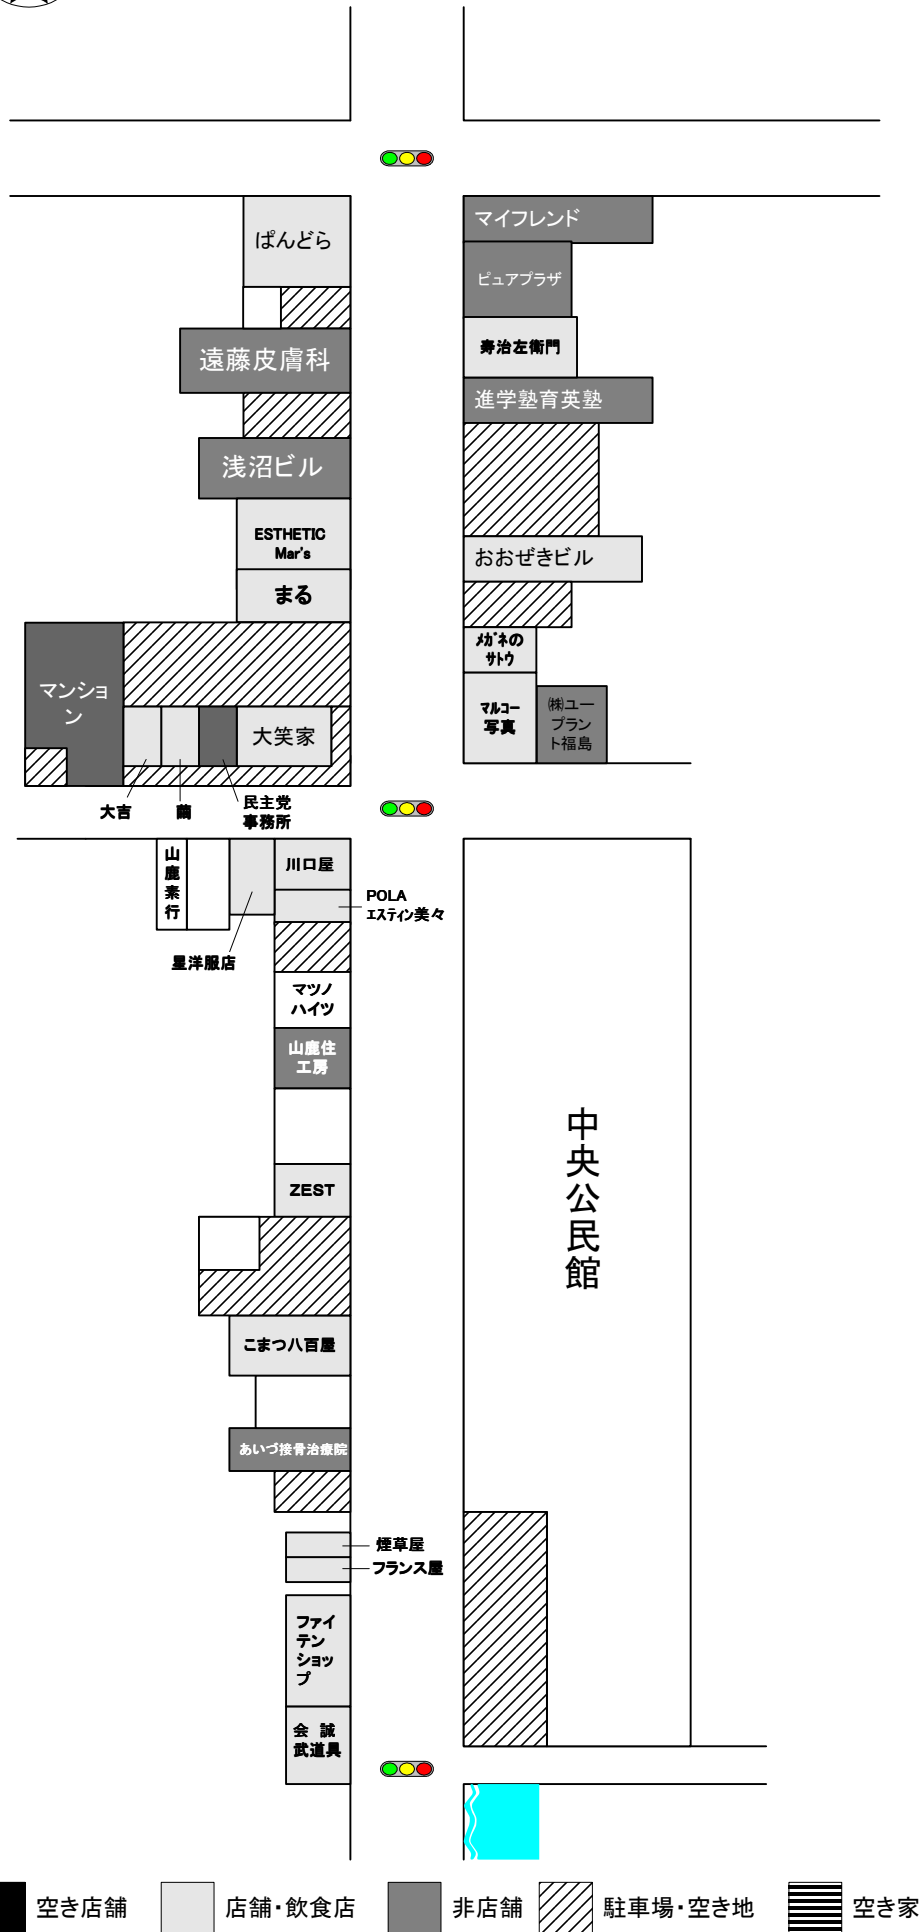 ぱんどら
マイフレンド
ピュアプラザ
寿治左衛門
遠藤皮膚科
進学塾育英塾
浅沼ビル
ESTHETIC
Mar's
おおぜきビル
まる
メガネの
サトウ
マンショ
ン
大笑家
マルコー
写真
㈱ユー
プラン
ト福島
大吉
繭
民主党
事務所
山
鹿
素
行
川口屋
POLA
エスティン美々
星洋服店
マツノ
ハイツ
山鹿住
工房
ZEST
中
央
公
民
館
こまつ八百屋
あいづ接骨治療院
煙草屋
フランス屋
ファイ
テン
ショッ
プ
会 誠
武道具
空き店舗
店舗・飲食店
非店舗
駐車場・空き地
空き家